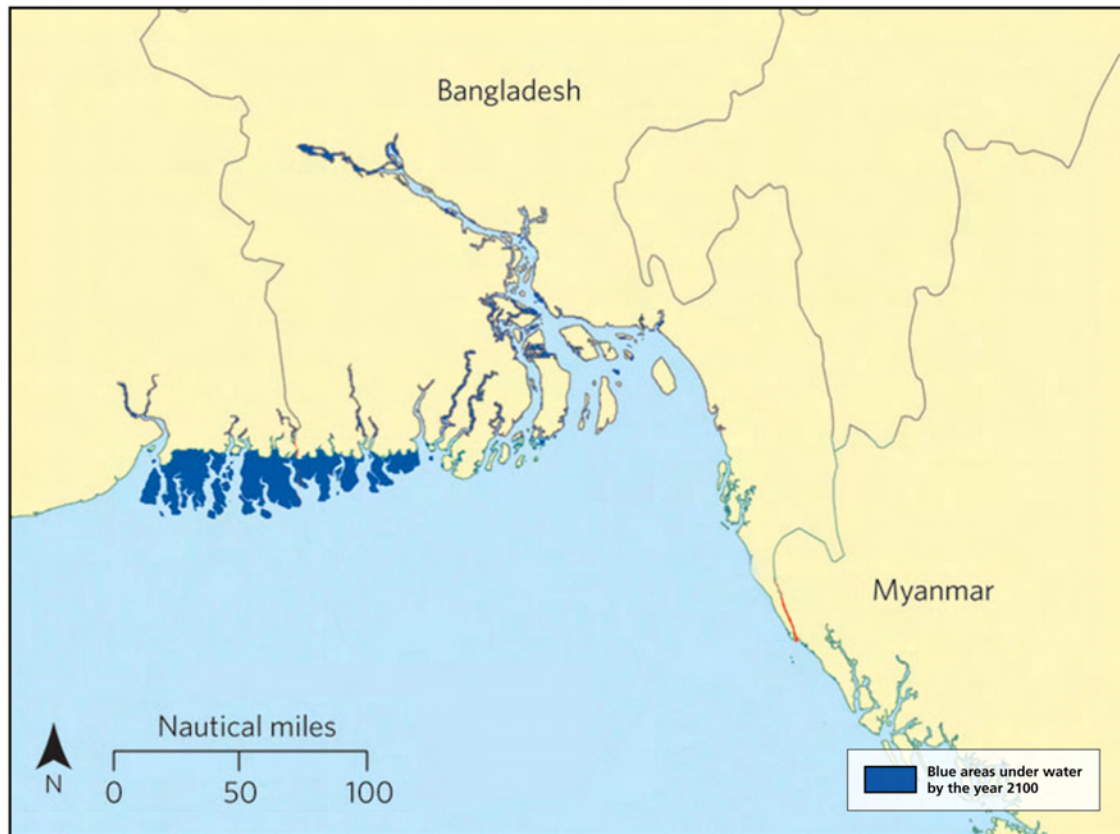 Bangladesh
Myanmar
Nautical miles
N
0 50 100
Blue areas under water
by the year 2100